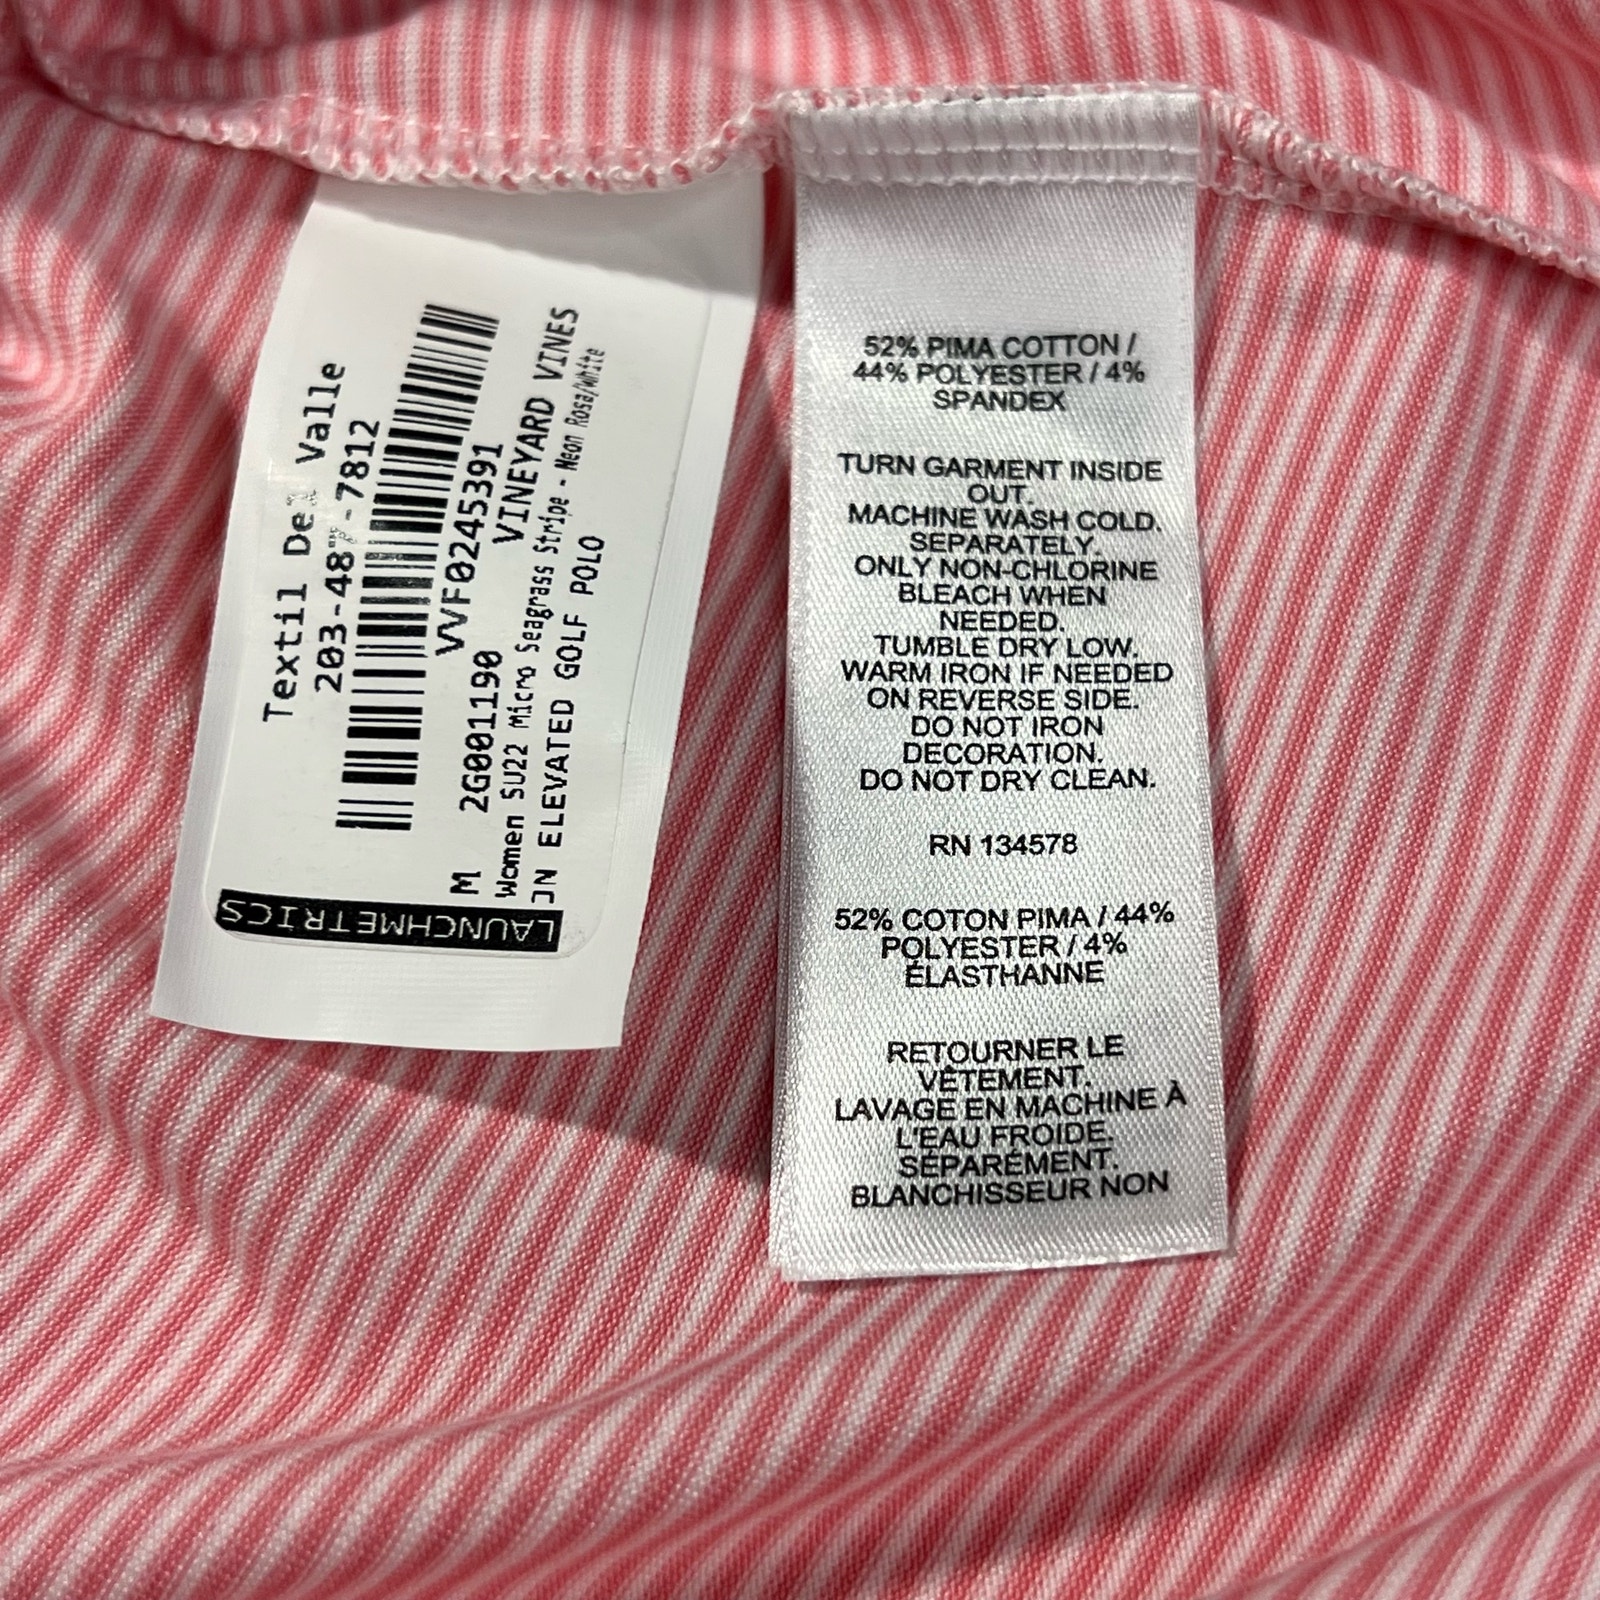 Textil Del Valle
203-487-7812
VVF0245391
M 2G001190 VINEYARD VINES
Women SU22 Micro Seagrass Stripe - Neon Rosa/White
JN ELEVATED GOLF POLO
LAUNCHMETRICS
52% PIMA COTTON /
44% POLYESTER / 4%
SPANDEX
TURN GARMENT INSIDE
OUT.
MACHINE WASH COLD.
SEPARATELY.
ONLY NON-CHLORINE
BLEACH WHEN
NEEDED.
TUMBLE DRY LOW.
WARM IRON IF NEEDED
ON REVERSE SIDE.
DO NOT IRON
DECORATION.
DO NOT DRY CLEAN.
RN 134578
52% COTON PIMA / 44%
POLYESTER / 4%
ÉLASTHANNE
RETOURNER LE
VÊTEMENT.
LAVAGE EN MACHINE À
L'EAU FROIDE.
SÉPARÉMENT.
BLANCHISSEUR NON